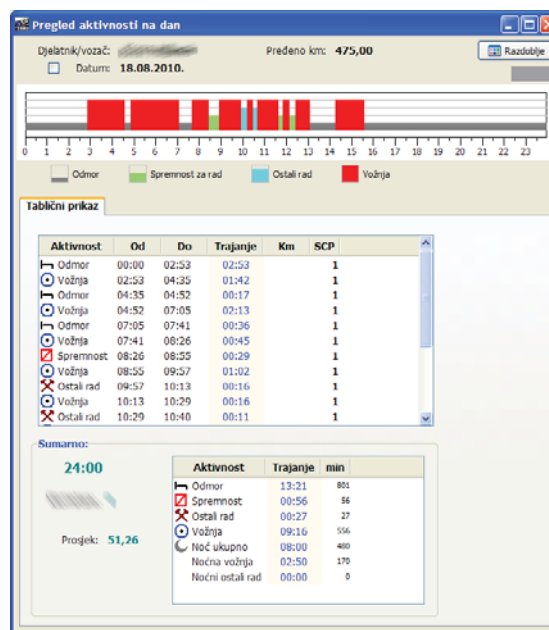 Pregled aktivnosti na dan
Djelatnik/vozač: Pređeno km: 475,00 Razdoblje
Datum: 18.08.2010.
0 1 2 3 4 5 6 7 8 9 10 11 12 13 14 15 16 17 18 19 20 21 22 23
Odmor Spremnost za rad Ostali rad Vožnja
Tablični prikaz
Aktivnost Od Do Trajanje Km SCP
Odmor 00:00 02:53 02:53 1
Vožnja 02:53 04:35 01:42 1
Odmor 04:35 04:52 00:17 1
Vožnja 04:52 07:05 02:13 1
Odmor 07:05 07:41 00:36 1
Vožnja 07:41 08:26 00:45 1
Spremnost 08:26 08:55 00:29 1
Vožnja 08:55 09:57 01:02 1
Ostali rad 09:57 10:13 00:16 1
Vožnja 10:13 10:29 00:16 1
Ostali rad 10:29 10:40 00:11 1
Sumarno:
24:00
Prosjek: 51,26
Aktivnost Trajanje min
Odmor 13:21 801
Spremnost 00:56 56
Ostali rad 00:27 27
Vožnja 09:16 556
Noć ukupno 08:00 480
Noćna vožnja 02:50 170
Noćni ostali rad 00:00 0